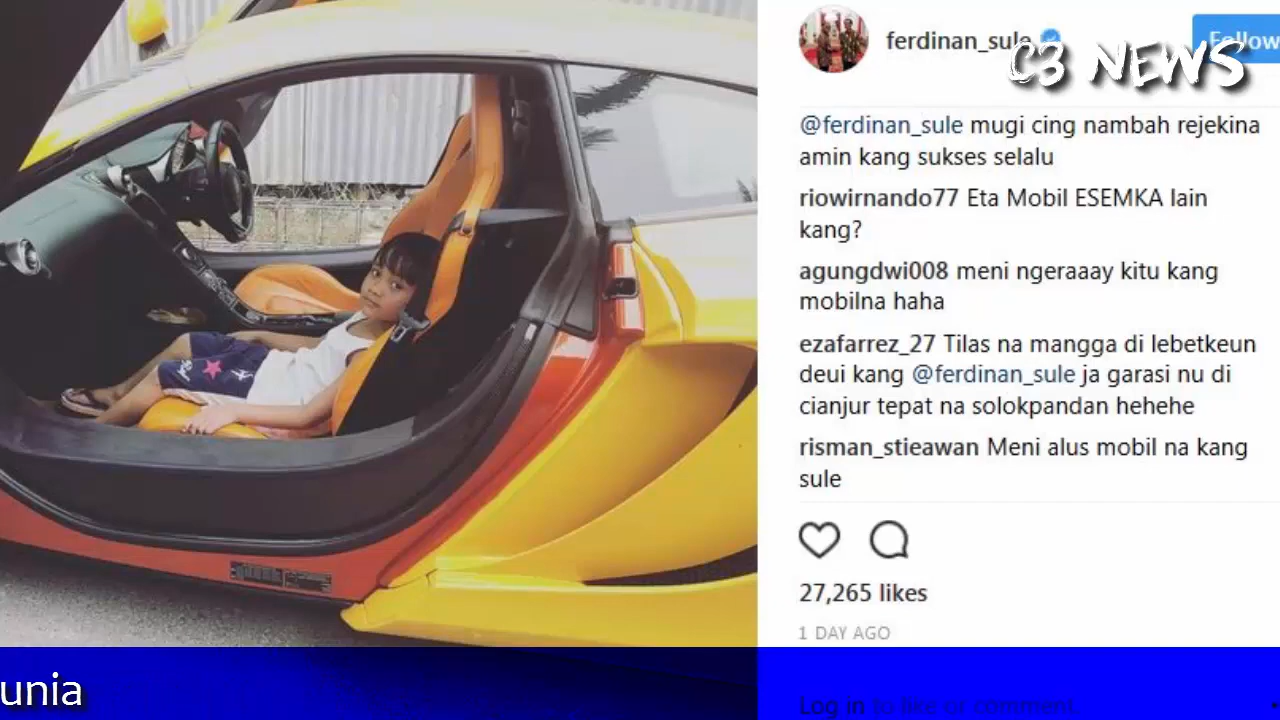 ferdinan_sule
Follow
C3 NEWS
@ferdinan_sule mugi cing nambah rejekina
amin kang sukses selalu
riowirnando77 Eta Mobil ESEMKA lain
kang?
agungdwi008 meni ngeraaay kitu kang
mobilna haha
ezafarrez_27 Tilas na mangga di lebetkeun
deui kang @ferdinan_sule ja garasi nu di
cianjur tepat na solokpandan hehehe
risman_stieawan Meni alus mobil na kang
sule
27,265 likes
1 DAY AGO
unia
Log in to like or comment.